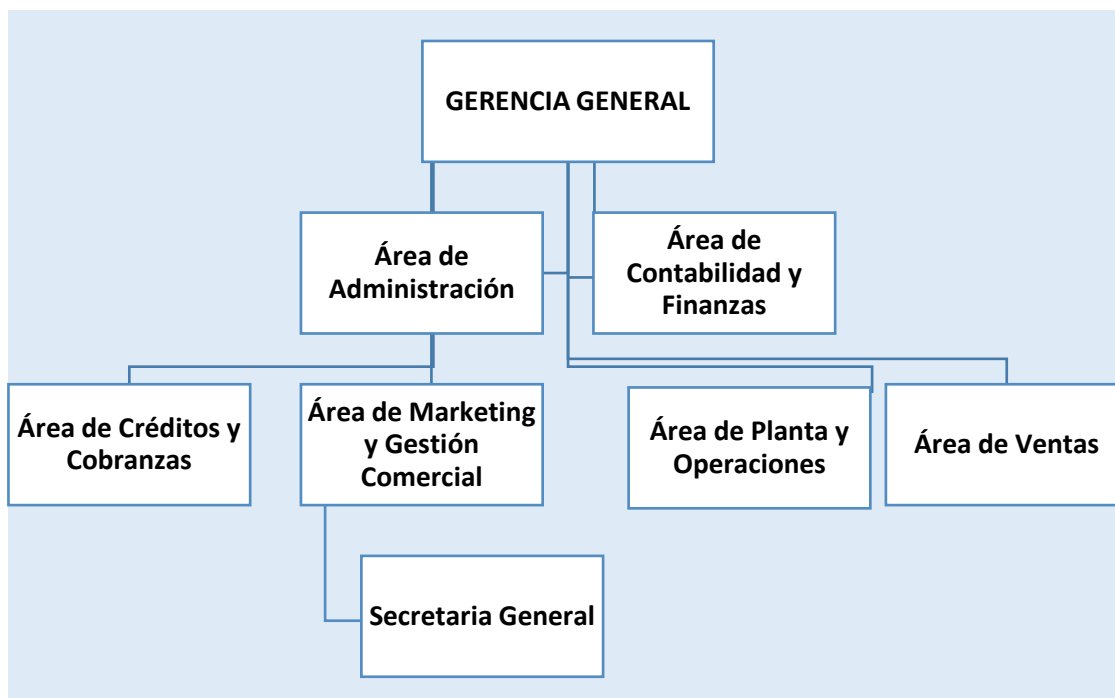 GERENCIA GENERAL
Área de
Administración
Área de
Contabilidad y
Finanzas
Área de Créditos y
Cobranzas
Área de Marketing
y Gestión
Comercial
Área de Planta y
Operaciones
Área de Ventas
Secretaria General